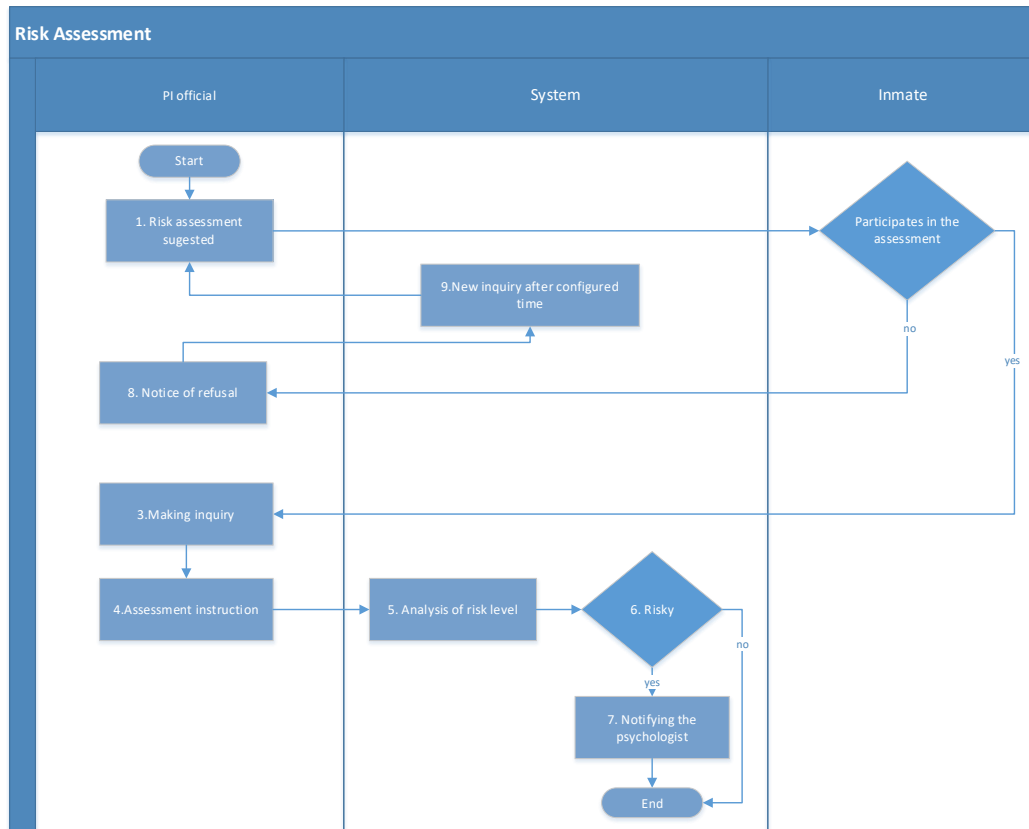 Risk Assessment
PI official
System
Inmate
Start
1. Risk assessment
sugested
Participates in the
assessment
9.New inquiry after configured
time
no
yes
8. Notice of refusal
3.Making inquiry
4.Assessment instruction
5. Analysis of risk level
6. Risky
no
yes
7. Notifying the
psychologist
End